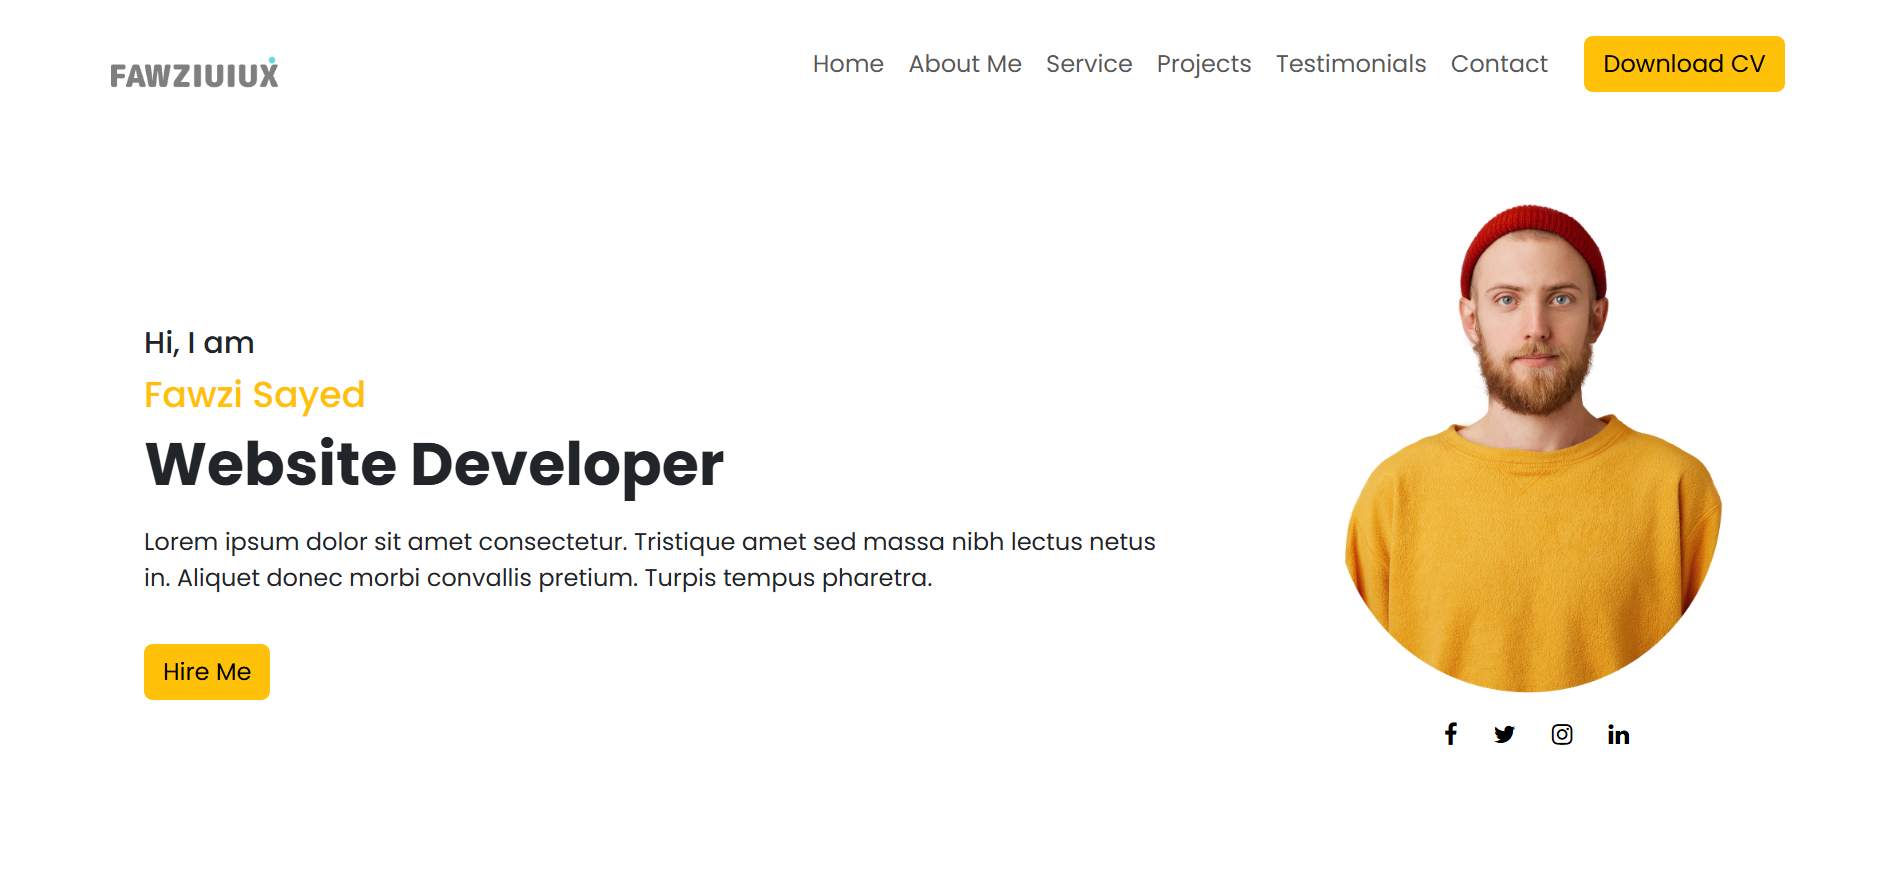 FAWZIUIUX
Home About Me Service Projects Testimonials Contact Download CV
Hi, I am
Fawzi Sayed
Website Developer
Lorem ipsum dolor sit amet consectetur. Tristique amet sed massa nibh lectus netus
in. Aliquet donec morbi convallis pretium. Turpis tempus pharetra.
Hire Me